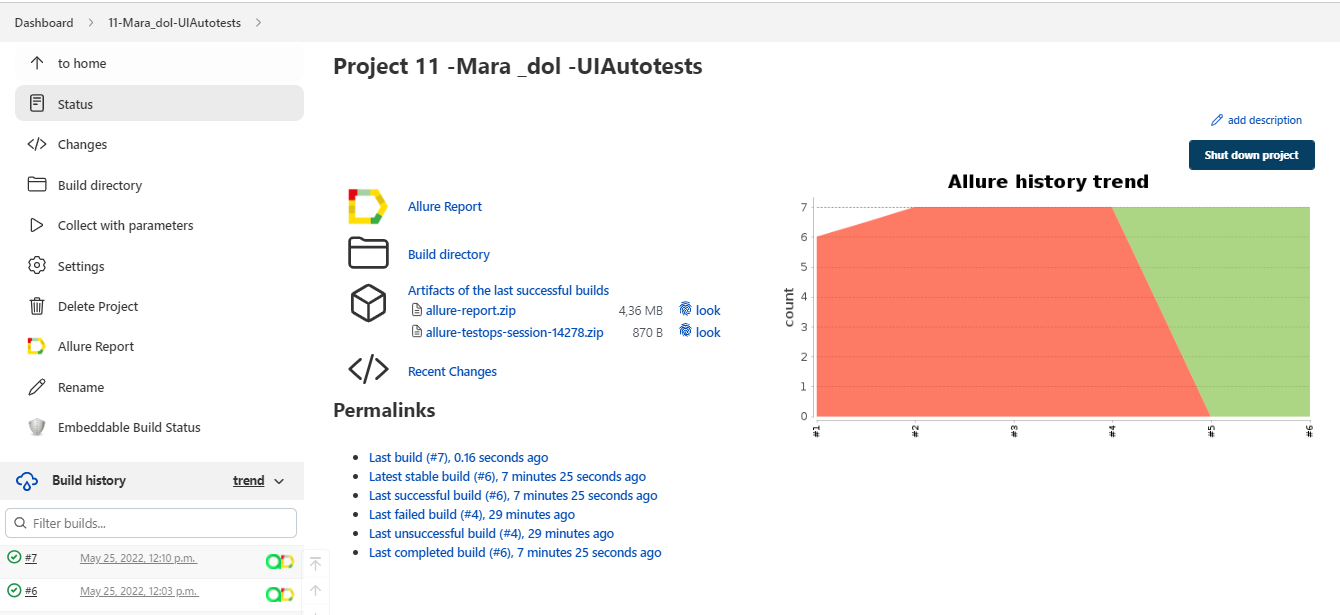 Dashboard > 11-Mara_dol-UIAutotests >
to home
Status
Changes
Build directory
Collect with parameters
Settings
Delete Project
Allure Report
Rename
Embeddable Build Status
Build history trend
Filter builds...
#7 May 25, 2022, 12:10 p.m.
#6 May 25, 2022, 12:03 p.m.
Project 11 -Mara _dol -UIAutotests
add description
Shut down project
Allure Report
Build directory
Artifacts of the last successful builds
allure-report.zip 4,36 MB look
allure-testops-session-14278.zip 870 B look
Recent Changes
Permalinks
Last build (#7), 0.16 seconds ago
Latest stable build (#6), 7 minutes 25 seconds ago
Last successful build (#6), 7 minutes 25 seconds ago
Last failed build (#4), 29 minutes ago
Last unsuccessful build (#4), 29 minutes ago
Last completed build (#6), 7 minutes 25 seconds ago
Allure history trend
count
7
6
5
4
3
2
1
0
#1 #2 #3 #4 #5 #6